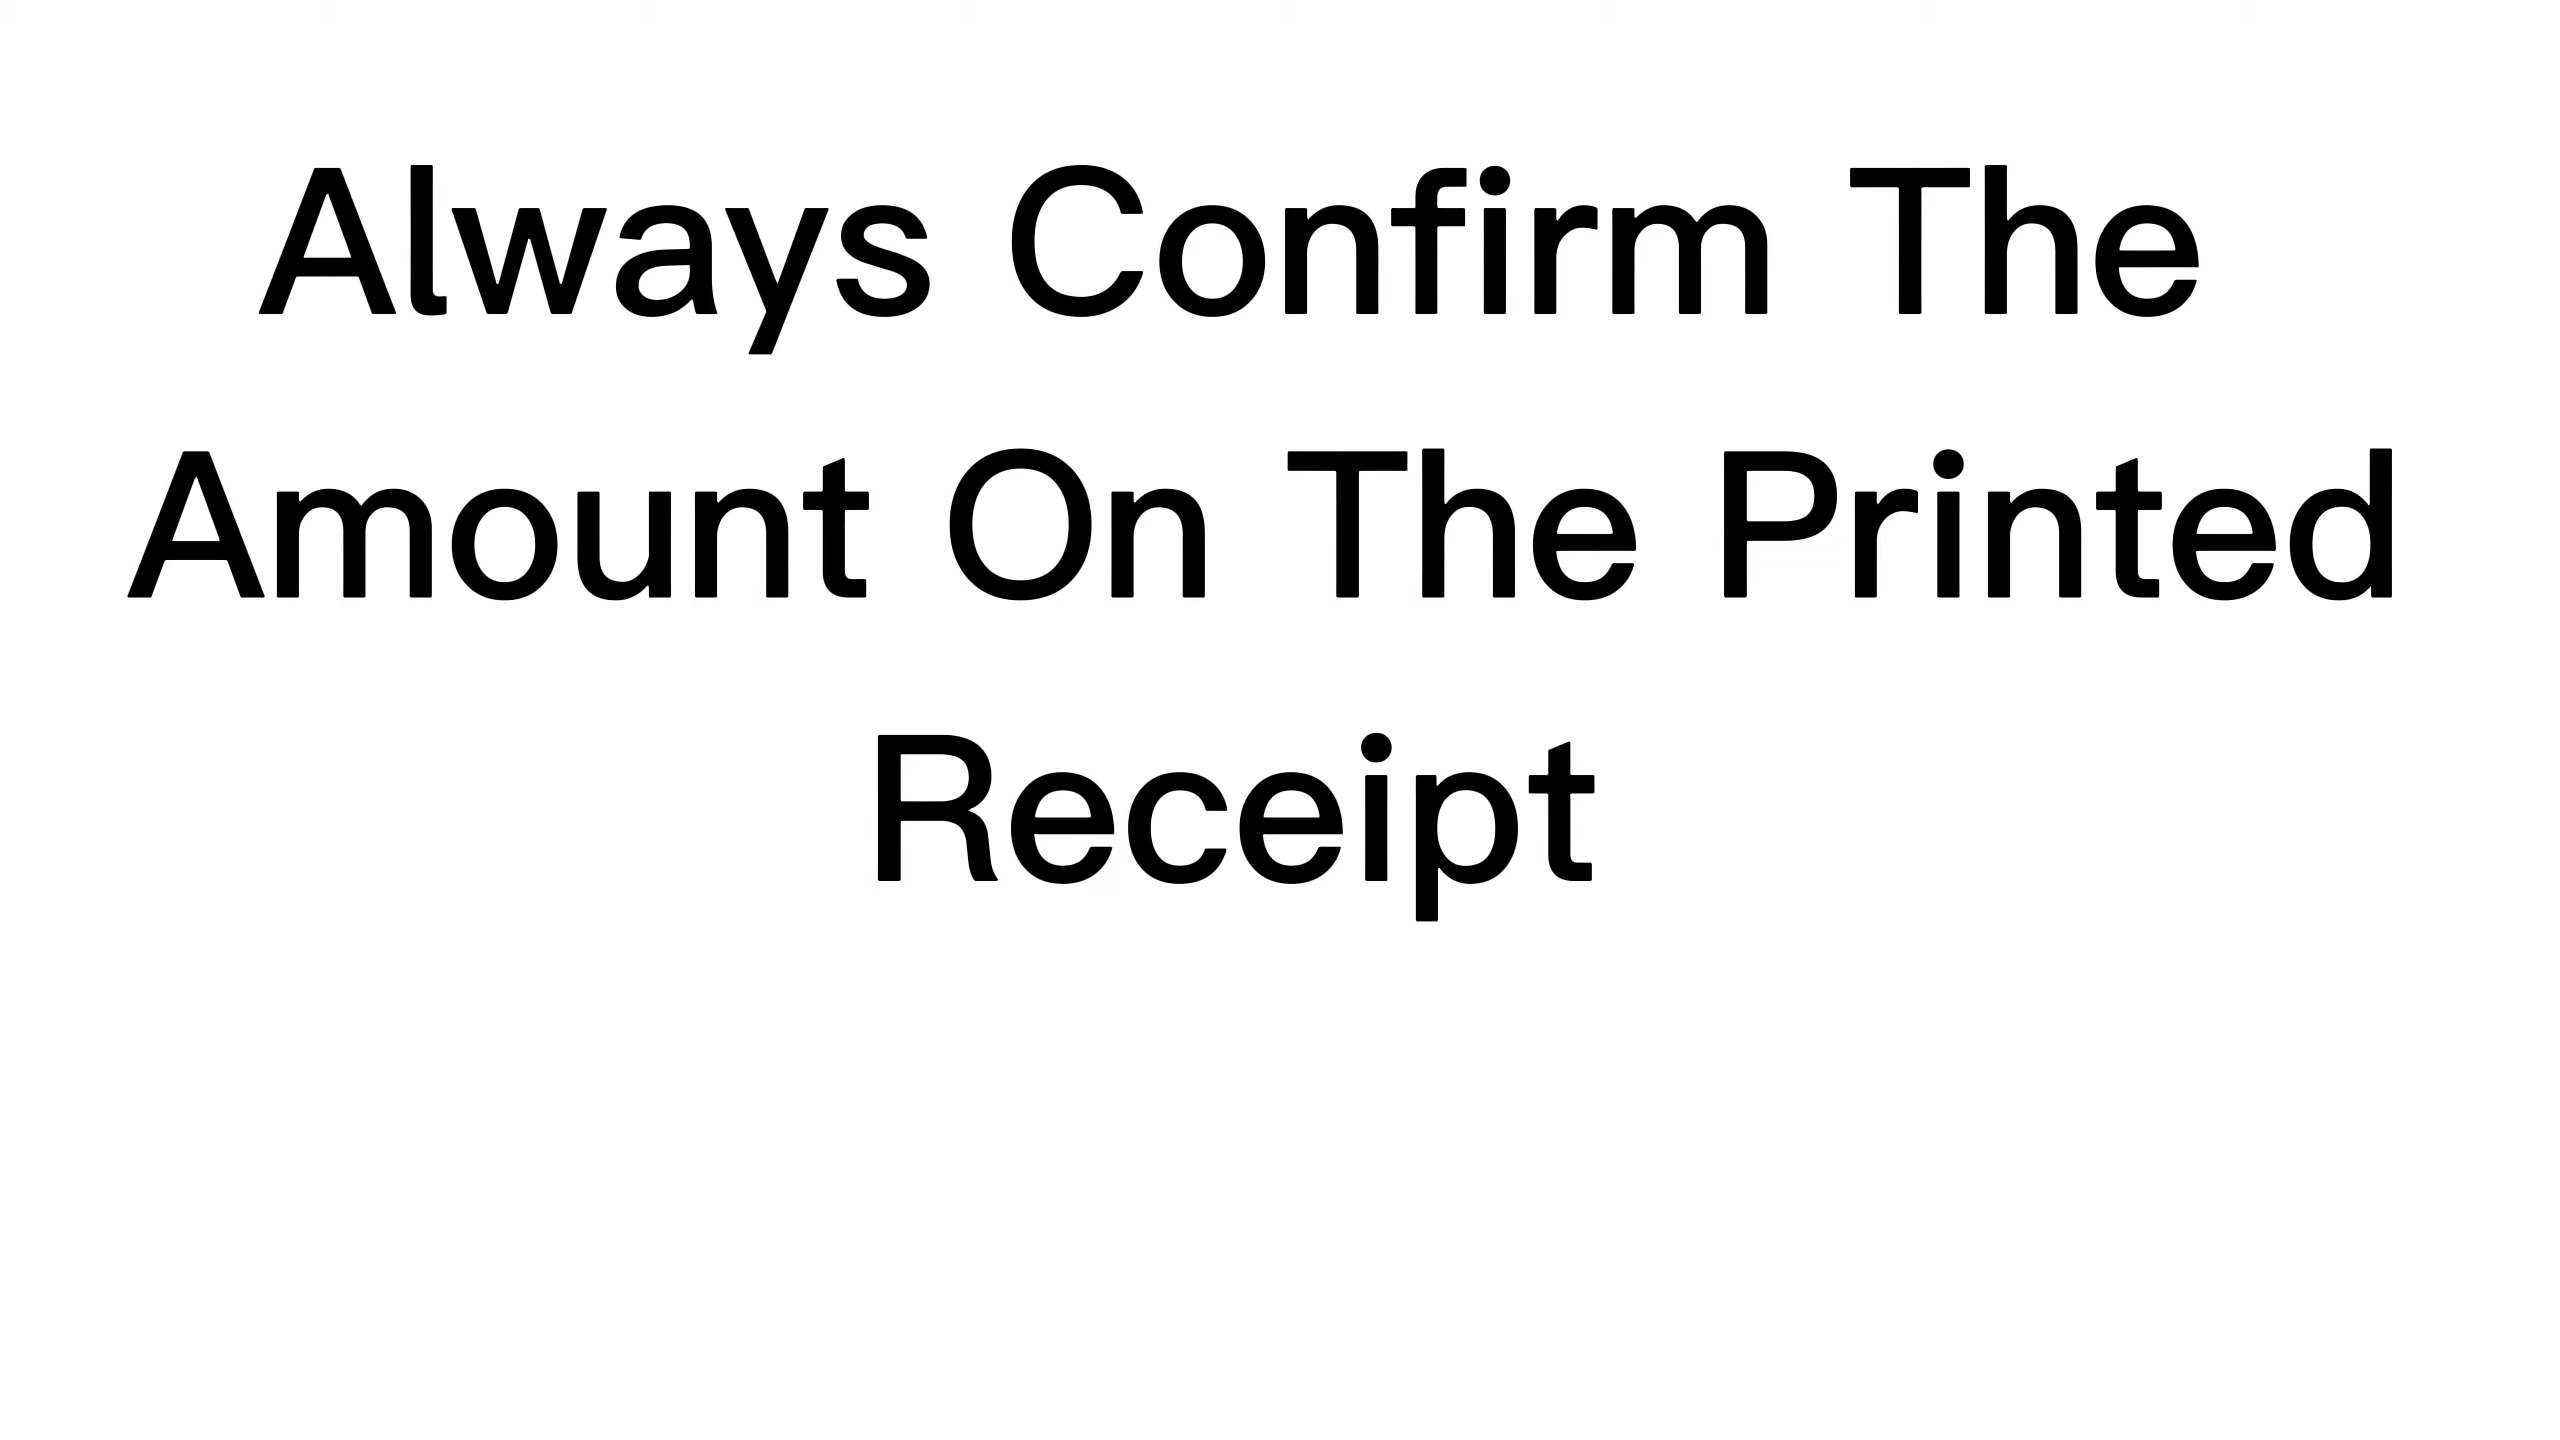 Always Confirm The
Amount On The Printed
Receipt